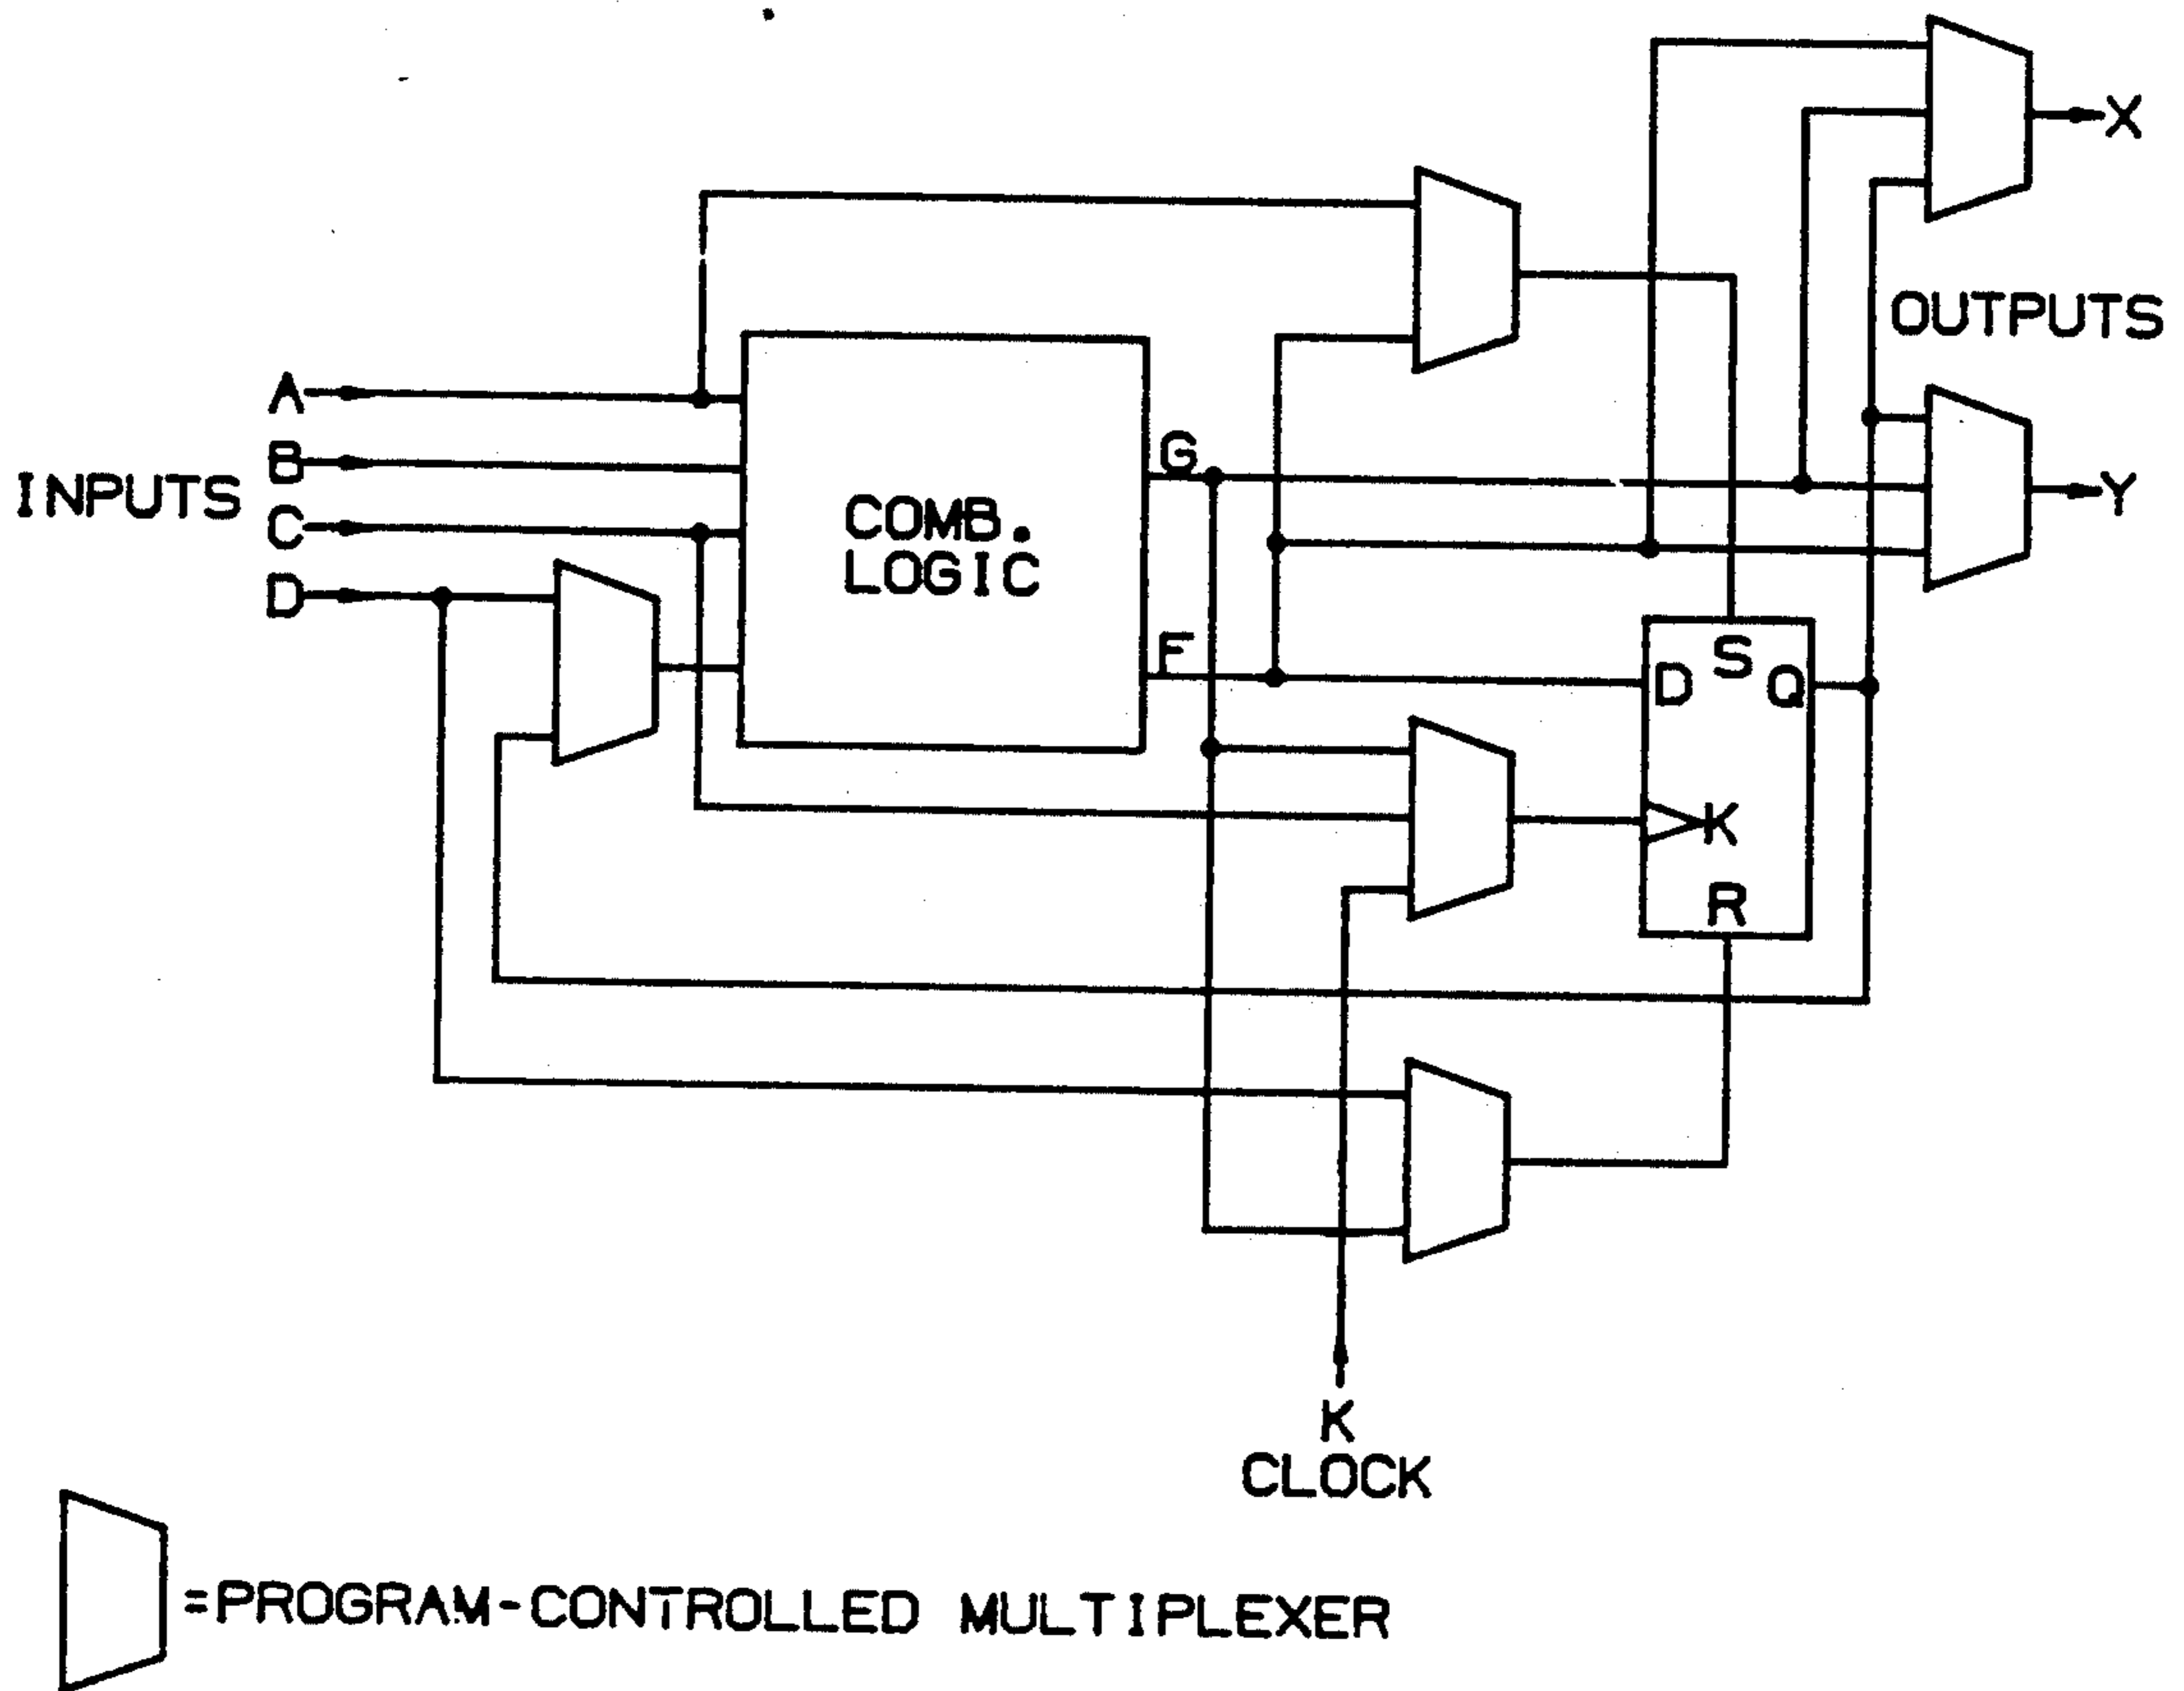 X
OUTPUTS
A
B
INPUTS
C
D
COMB.
LOGIC
G
F
Y
D
S
Q
K
R
K
CLOCK
=PROGRAM-CONTROLLED MULTIPLEXER